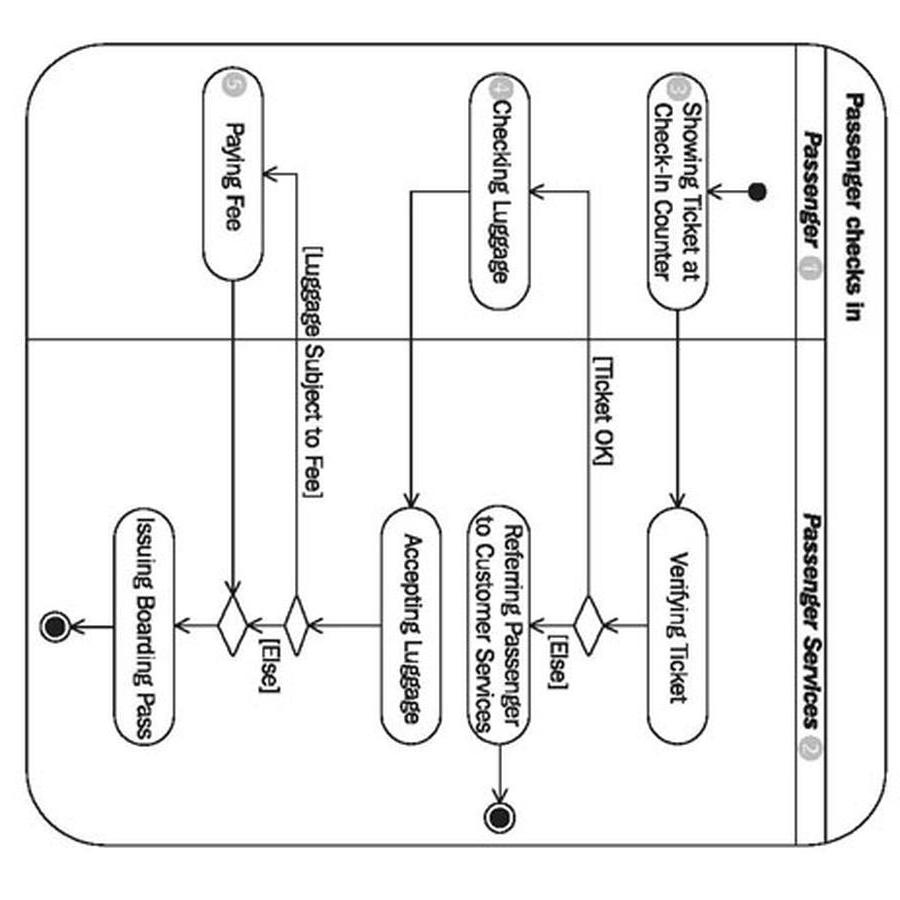 Passenger checks in
Passenger 1
Passenger Services 2
3
Showing Ticket at
Check-In Counter
Verifying Ticket
[Ticket OK]
[Else]
4
Checking Luggage
Referring Passenger
to Customer Services
Accepting Luggage
[Luggage Subject to Fee]
[Else]
5
Paying Fee
Issuing Boarding Pass